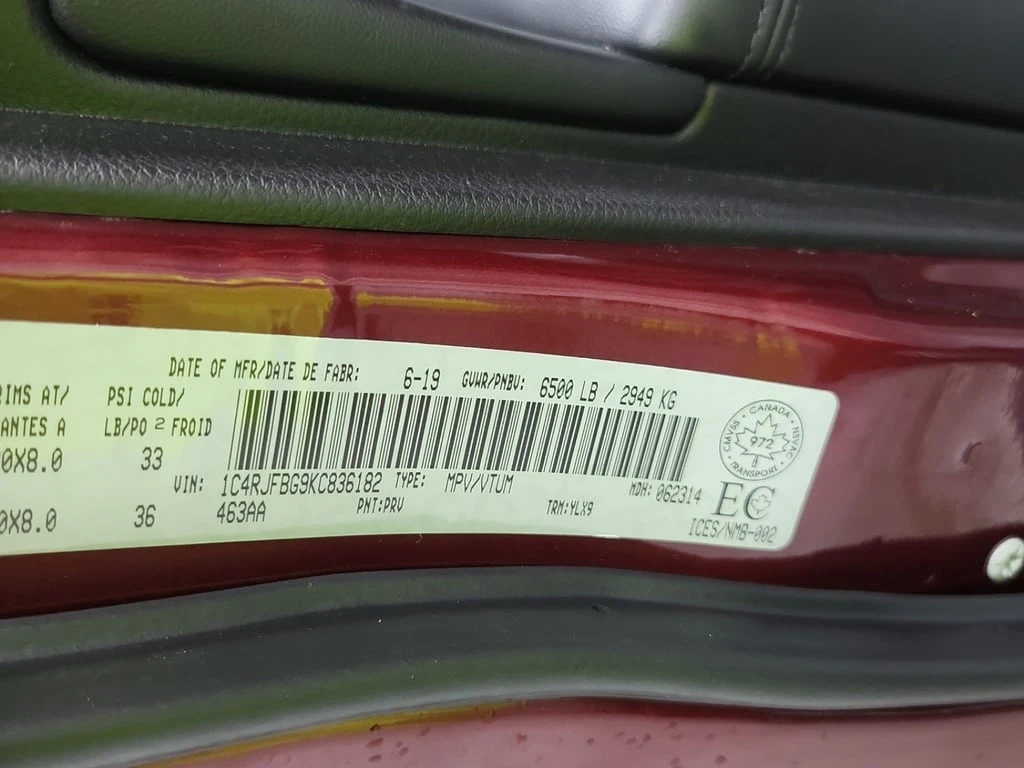 DATE OF MFR/DATE DE FABR: 6-19 GVWR/PNBV: 6500 LB / 2949 KG
RIMS AT/ PSI COLD/
ANTES A LB/PO 2 FROID
0X8.0 33
VIN: 1C4RJFBG9KC836182 TYPE: MPV/VTUM MDH: 062314
0X8.0 36 463AA PNT:PRV TRM:YLX9
CANADA
CMVSS NSVAC
972
TRANSPORT
EC
ICES/NMB-002